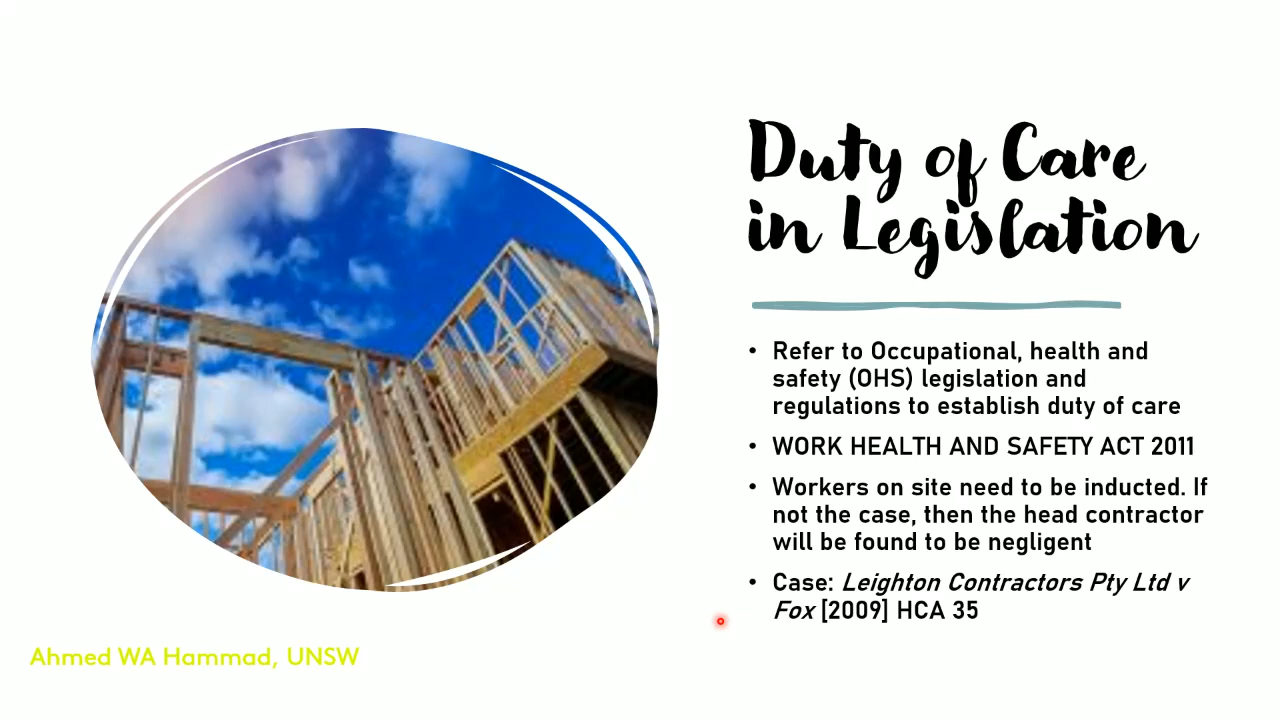 Duty of Care
in Legislation
• Refer to Occupational, health and
safety (OHS) legislation and
regulations to establish duty of care
• WORK HEALTH AND SAFETY ACT 2011
• Workers on site need to be inducted. If
not the case, then the head contractor
will be found to be negligent
• Case: Leighton Contractors Pty Ltd v
Fox [2009] HCA 35
Ahmed WA Hammad, UNSW